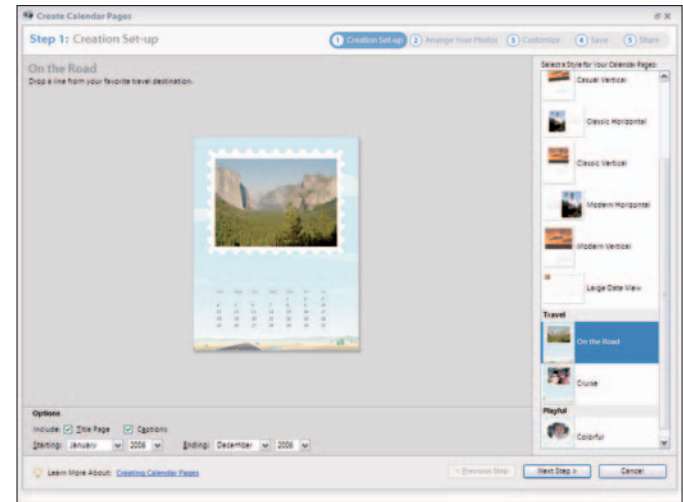 Create Calendar Pages
Step 1: Creation Set-up
1 Creation Set-up 2 Arrange Your Photos 3 Customize 4 Save 5 Share
On the Road
Drop a line from your favorite travel destination.
Select a Style for Your Calendar Pages:
Casual Vertical
Classic Horizontal
Classic Vertical
Modern Horizontal
Modern Vertical
Large Date View
Travel
On the Road
Cruise
Playful
Colorful
Options
Include: Title Page Captions
Starting: January 2006 Ending: December 2006
Learn More About: Creating Calendar Pages
< Previous Step Next Step > Cancel